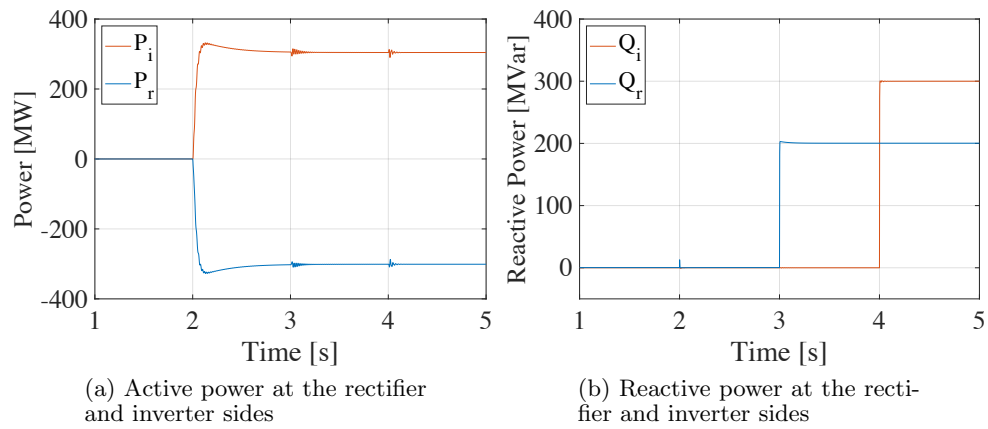 400
200
0
-200
-400
Power [MW]
P_i
P_r
1 2 3 4 5
Time [s]
(a) Active power at the rectifier
and inverter sides
400
300
200
100
0
Reactive Power [MVar]
Q_i
Q_r
1 2 3 4 5
Time [s]
(b) Reactive power at the recti-
fier and inverter sides